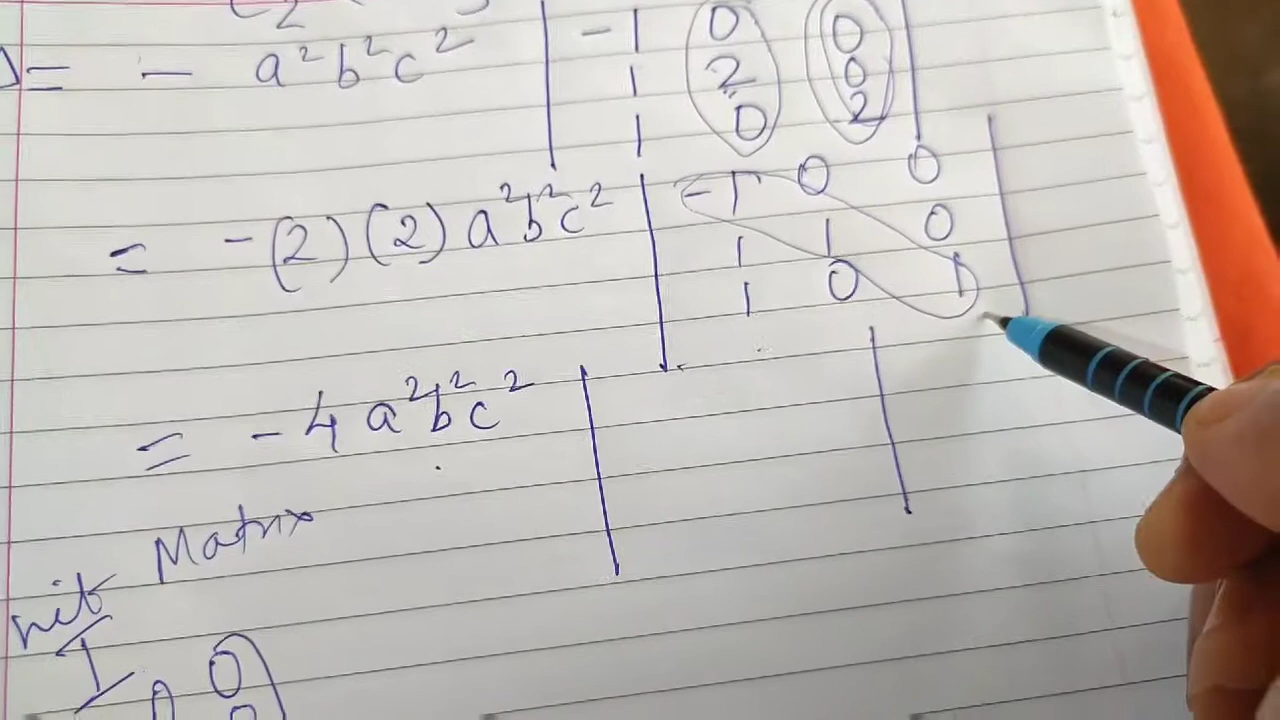 = - a²b²c² | -1 0 0 |
1 2 0
1 0 2
= -(2)(2) a²b²c² | -1 0 0 |
1 1 0
1 0 1
= -4 a²b²c² | |
Matrix
I
0